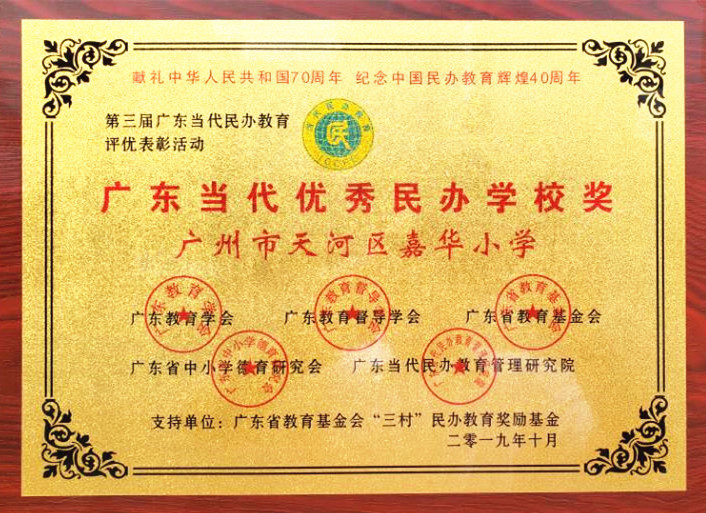 献礼中华人民共和国70周年 纪念中国民办教育辉煌40周年
第三届广东当代民办教育
评优表彰活动
民
广东当代优秀民办学校奖
广州市天河区嘉华小学
广东教育学会 广东教育督导学会 广东省教育基金会
广东省中小学德育研究会 广东当代民办教育管理研究院
支持单位：广东省教育基金会“三村”民办教育奖励基金
二零一九年十月